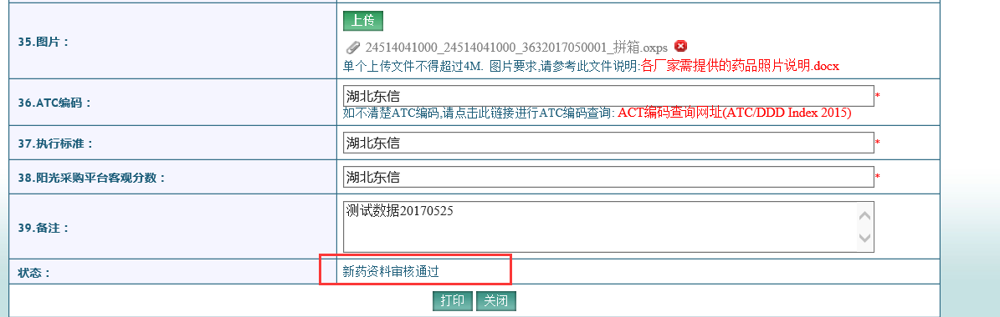 上传
35.图片：
24514041000_24514041000_3632017050001_拼箱.oxps
单个上传文件不得超过4M. 图片要求,请参考此文件说明:各厂家需提供的药品照片说明.docx
36.ATC编码：
湖北东信*
如不清楚ATC编码,请点击此链接进行ATC编码查询: ACT编码查询网址(ATC/DDD Index 2015)
37.执行标准：
湖北东信*
38.阳光采购平台客观分数：
湖北东信*
39.备注：
测试数据20170525
状态：
新药资料审核通过
打印 关闭